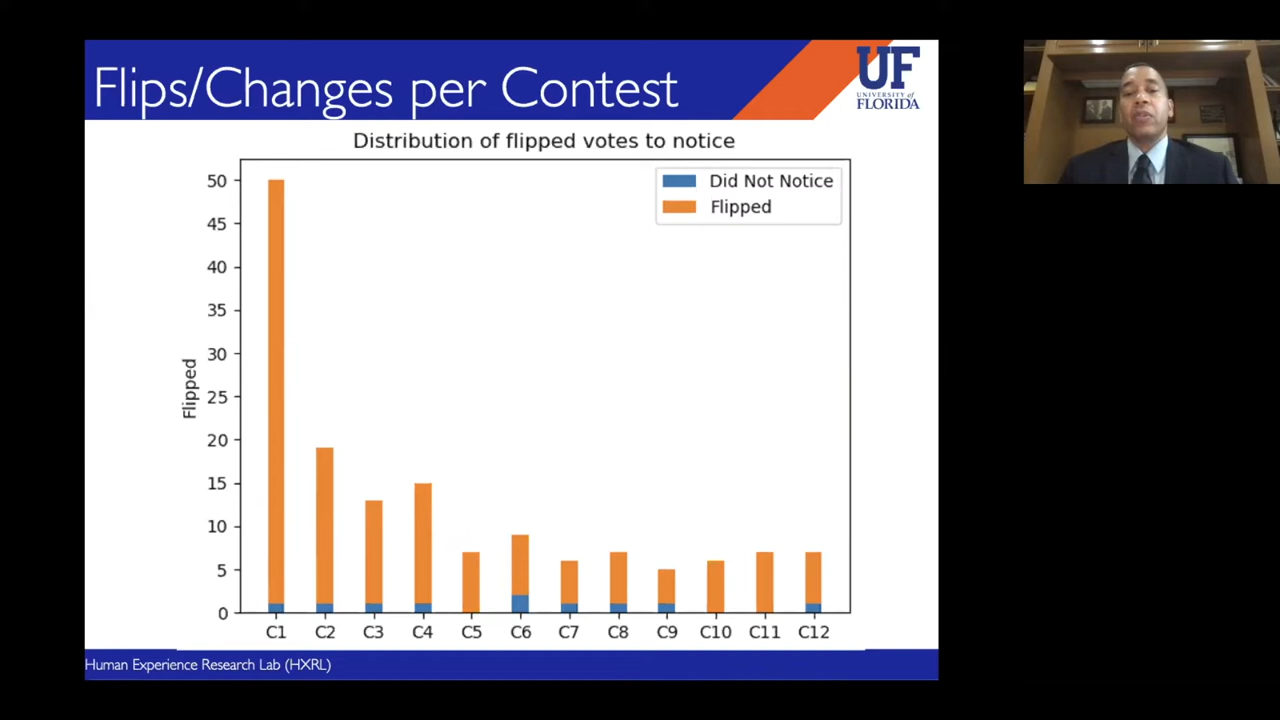 Flips/Changes per Contest
UF
UNIVERSITY of
FLORIDA
Distribution of flipped votes to notice
Did Not Notice
Flipped
50
45
40
35
30
25
20
15
10
5
0
Flipped
C1 C2 C3 C4 C5 C6 C7 C8 C9 C10 C11 C12
Human Experience Research Lab (HXRL)